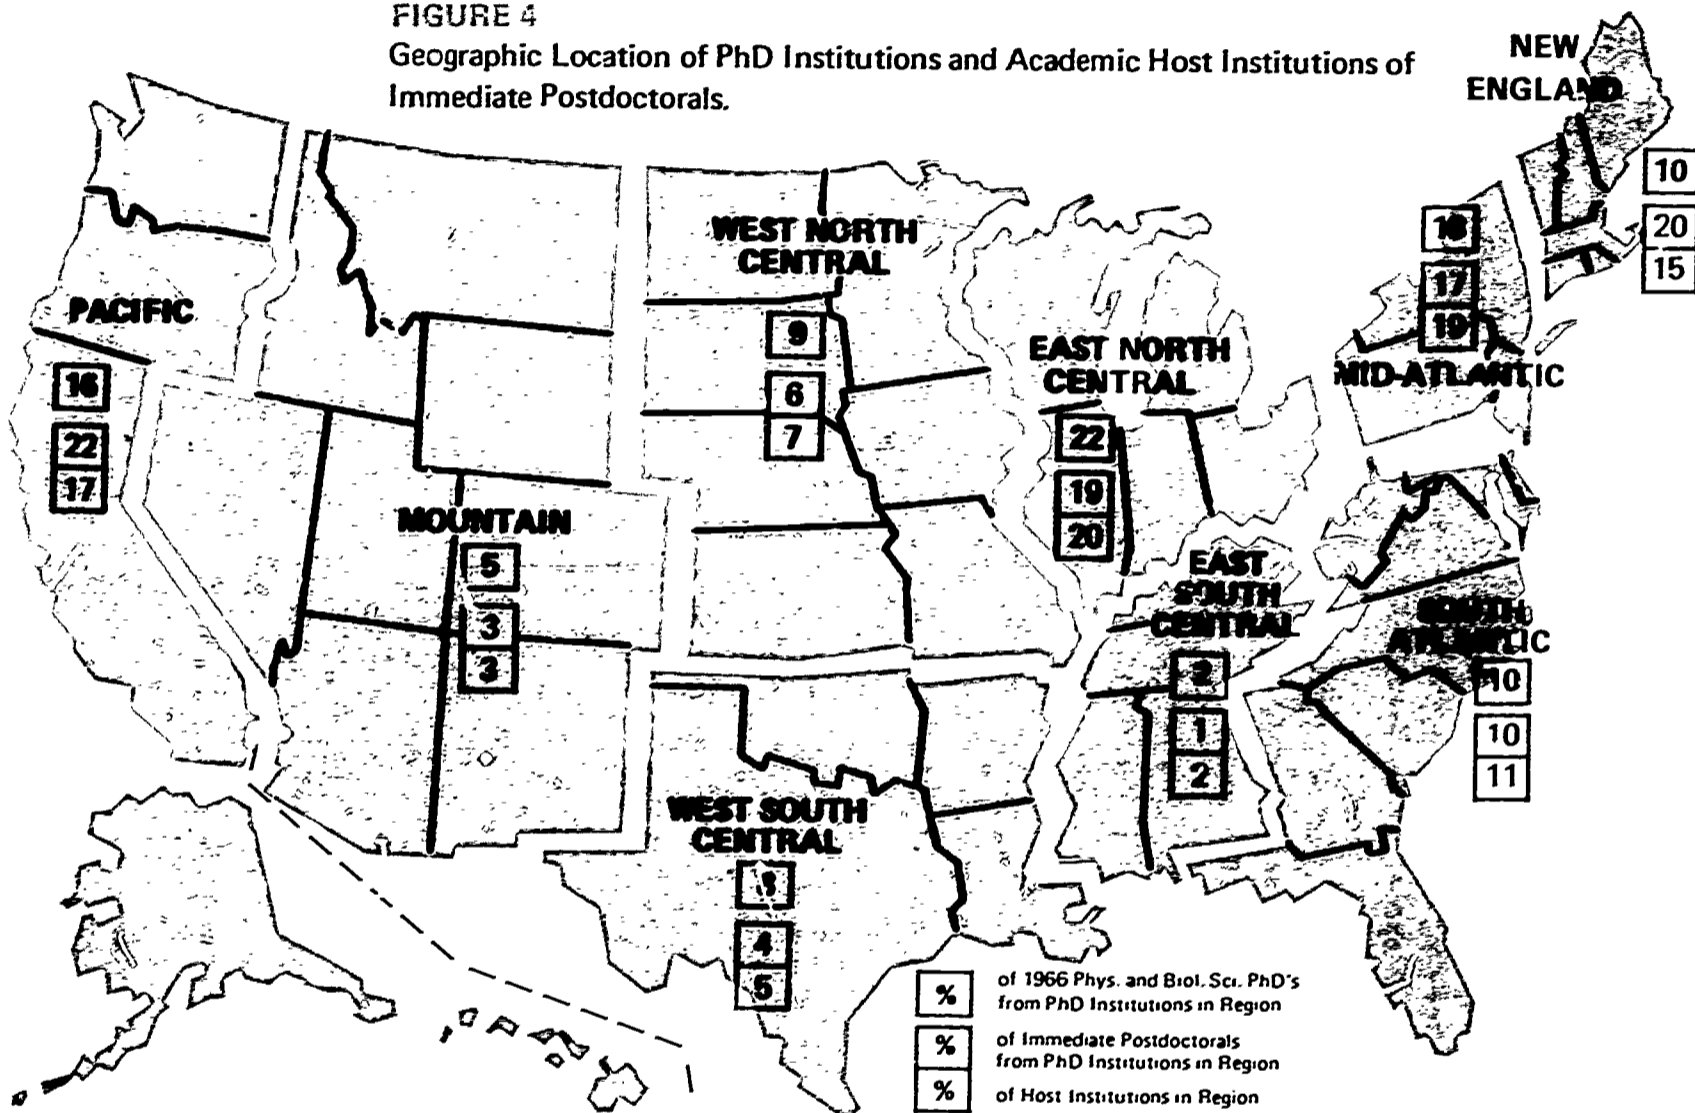 FIGURE 4
Geographic Location of PhD Institutions and Academic Host Institutions of
Immediate Postdoctorals.
NEW
ENGLAND
10
20
15
17
19
MID-ATLANTIC
WEST NORTH
CENTRAL
9
6
7
PACIFIC
16
22
17
EAST NORTH
CENTRAL
22
19
20
MOUNTAIN
5
3
3
EAST
SOUTH
CENTRAL
2
1
2
SOUTH
ATLANTIC
10
10
11
WEST SOUTH
CENTRAL
4
5
% of 1966 Phys. and Biol. Sci. PhD's
from PhD Institutions in Region
% of Immediate Postdoctorals
from PhD Institutions in Region
% of Host Institutions in Region